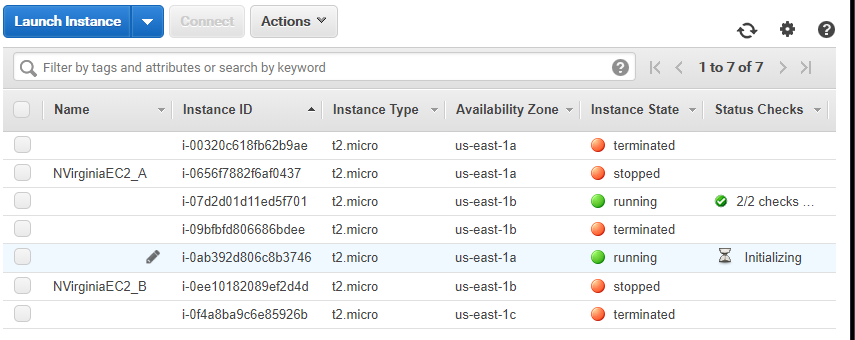 Launch Instance Connect Actions
Filter by tags and attributes or search by keyword 1 to 7 of 7
Name Instance ID Instance Type Availability Zone Instance State Status Checks
i-00320c618fb62b9ae t2.micro us-east-1a terminated
NVirginiaEC2_A i-0656f7882f6af0437 t2.micro us-east-1a stopped
i-07d2d01d11ed5f701 t2.micro us-east-1b running 2/2 checks ...
i-09bfbfd806686bdee t2.micro us-east-1b terminated
i-0ab392d806c8b3746 t2.micro us-east-1a running Initializing
NVirginiaEC2_B i-0ee10182089ef2d4d t2.micro us-east-1b stopped
i-0f4a8ba9c6e85926b t2.micro us-east-1c terminated